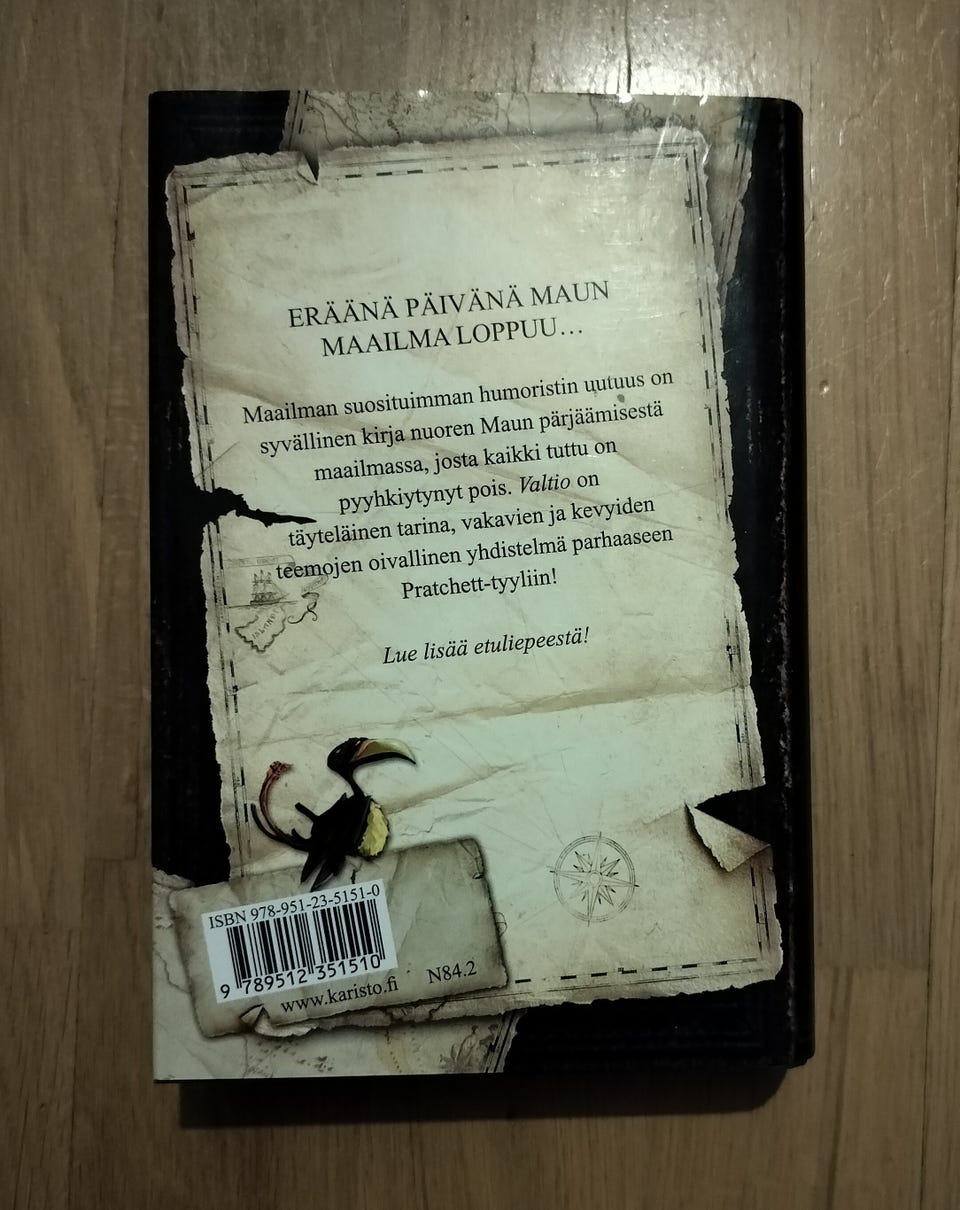 ERÄÄNÄ PÄIVÄNÄ MAUN
MAAILMA LOPPUU…
Maailman suosituimman humoristin uutuus on
syvällinen kirja nuoren Maun pärjäämisestä
maailmassa, josta kaikki tuttu on
pyyhkiytynyt pois. Valtio on
täyteläinen tarina, vakavien ja kevyiden
teemojen oivallinen yhdistelmä parhaaseen
Pratchett-tyyliin!
Lue lisää etuliepeestä!
ISBN 978-951-23-5151-0
9 789512 351510
www.karisto.fi
N84.2